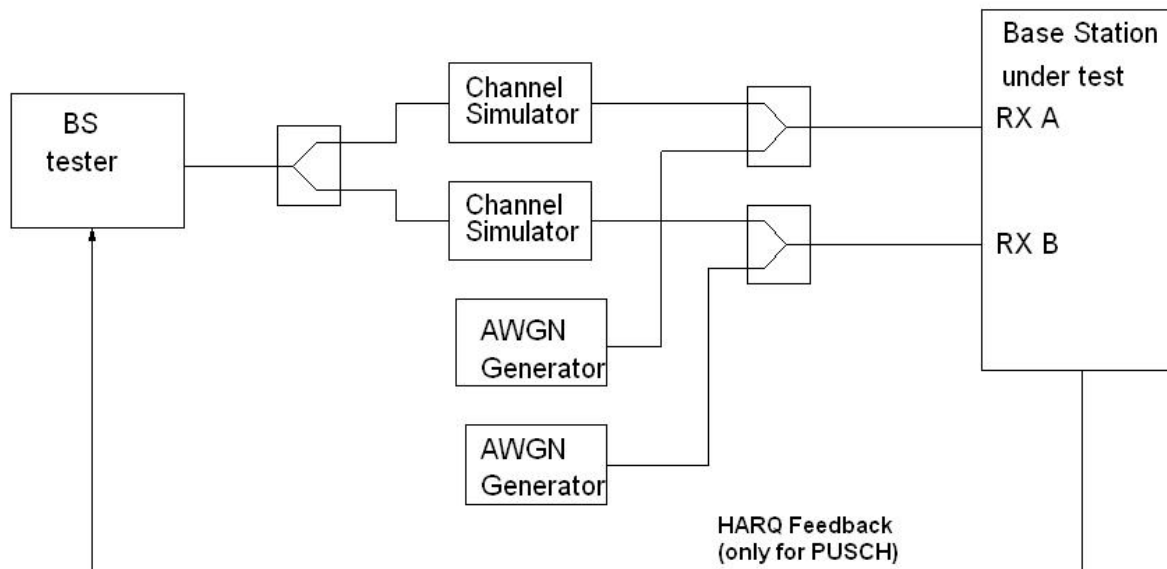 BS
tester
Channel
Simulator
Channel
Simulator
AWGN
Generator
AWGN
Generator
Base Station
under test
RX A
RX B
HARQ Feedback
(only for PUSCH)